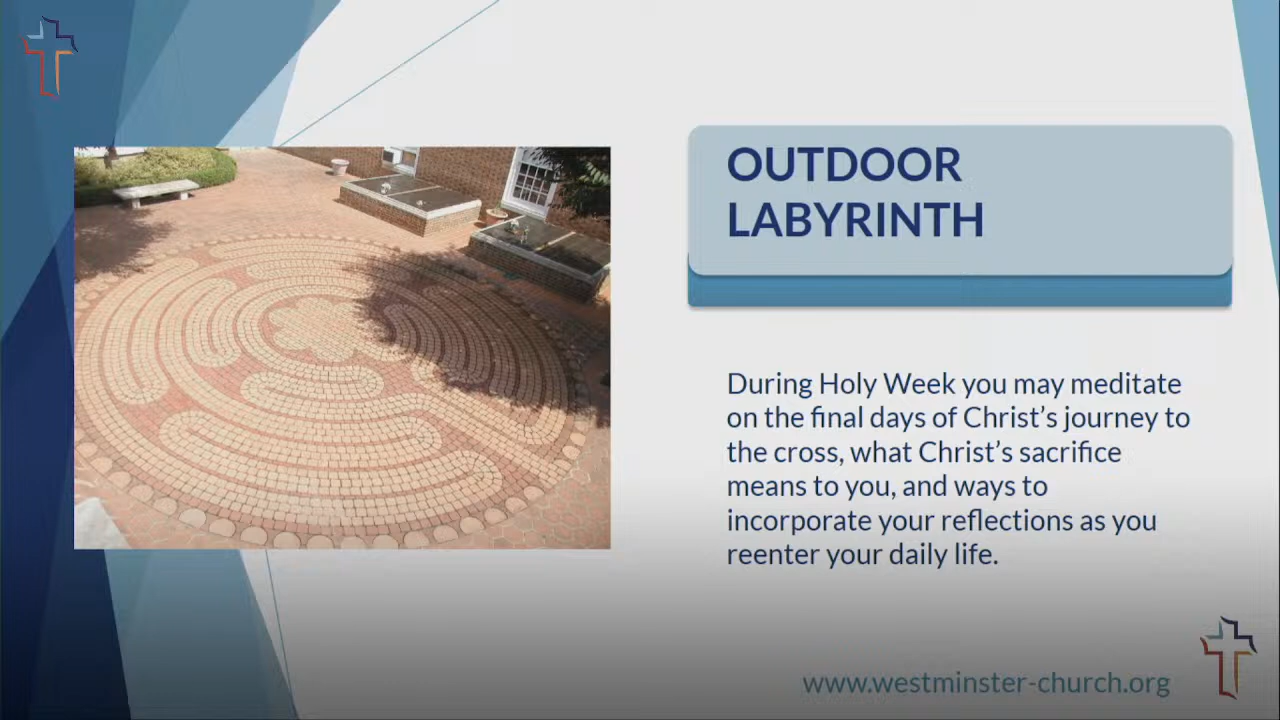 OUTDOOR
LABYRINTH
During Holy Week you may meditate
on the final days of Christ's journey to
the cross, what Christ's sacrifice
means to you, and ways to
incorporate your reflections as you
reenter your daily life.
www.westminster-church.org